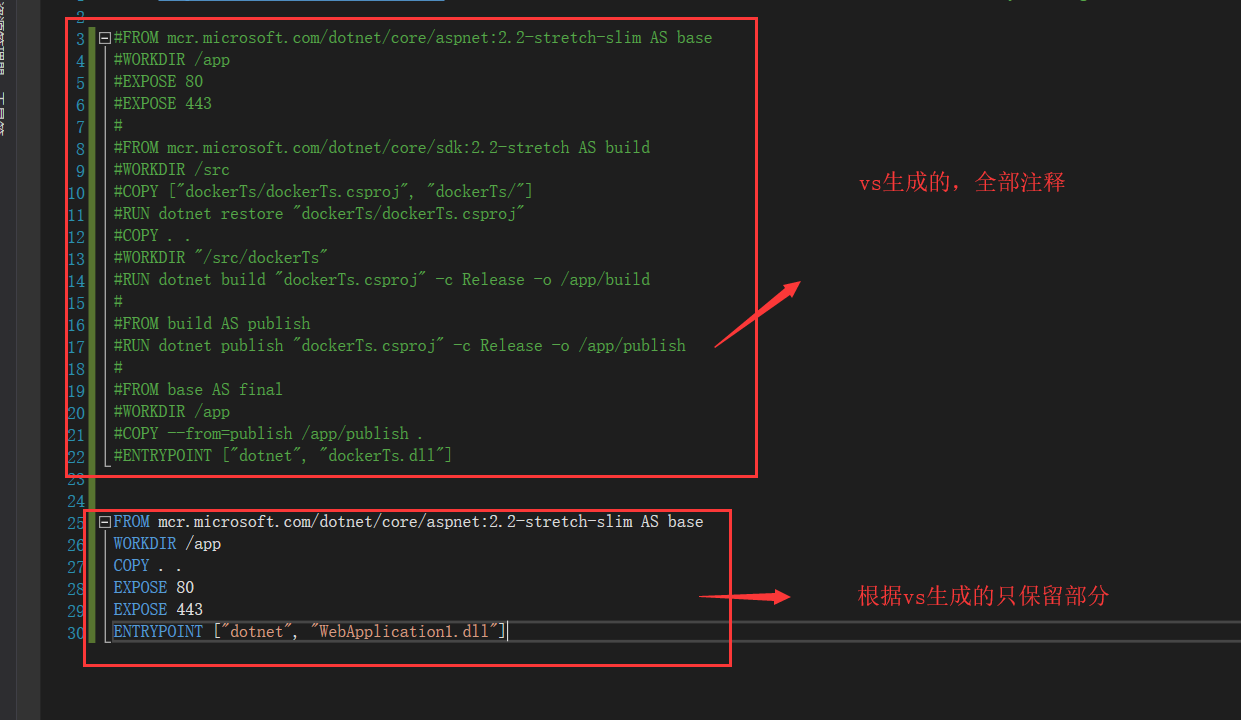 2
3 #FROM mcr.microsoft.com/dotnet/core/aspnet:2.2-stretch-slim AS base
4 #WORKDIR /app
5 #EXPOSE 80
6 #EXPOSE 443
7 #
8 #FROM mcr.microsoft.com/dotnet/core/sdk:2.2-stretch AS build
9 #WORKDIR /src
vs生成的，全部注释
10 #COPY ["dockerTs/dockerTs.csproj", "dockerTs/"]
11 #RUN dotnet restore "dockerTs/dockerTs.csproj"
12 #COPY . .
13 #WORKDIR "/src/dockerTs"
14 #RUN dotnet build "dockerTs.csproj" -c Release -o /app/build
15 #
16 #FROM build AS publish
17 #RUN dotnet publish "dockerTs.csproj" -c Release -o /app/publish
18 #
19 #FROM base AS final
20 #WORKDIR /app
21 #COPY --from=publish /app/publish .
22 #ENTRYPOINT ["dotnet", "dockerTs.dll"]
23
24
25 FROM mcr.microsoft.com/dotnet/core/aspnet:2.2-stretch-slim AS base
26 WORKDIR /app
27 COPY . .
28 EXPOSE 80
29 EXPOSE 443
根据vs生成的只保留部分
30 ENTRYPOINT ["dotnet", "WebApplication1.dll"]